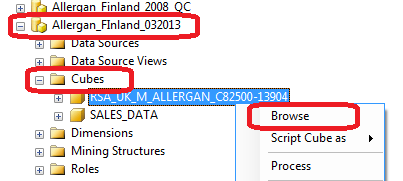 Allergan_Finland_2008_QC
Allergan_FInland_032013
Data Sources
Data Source Views
Cubes
RSA_UK_M_ALLERGAN_C82500-13904
SALES_DATA
Dimensions
Mining Structures
Roles
Browse
Script Cube as
Process